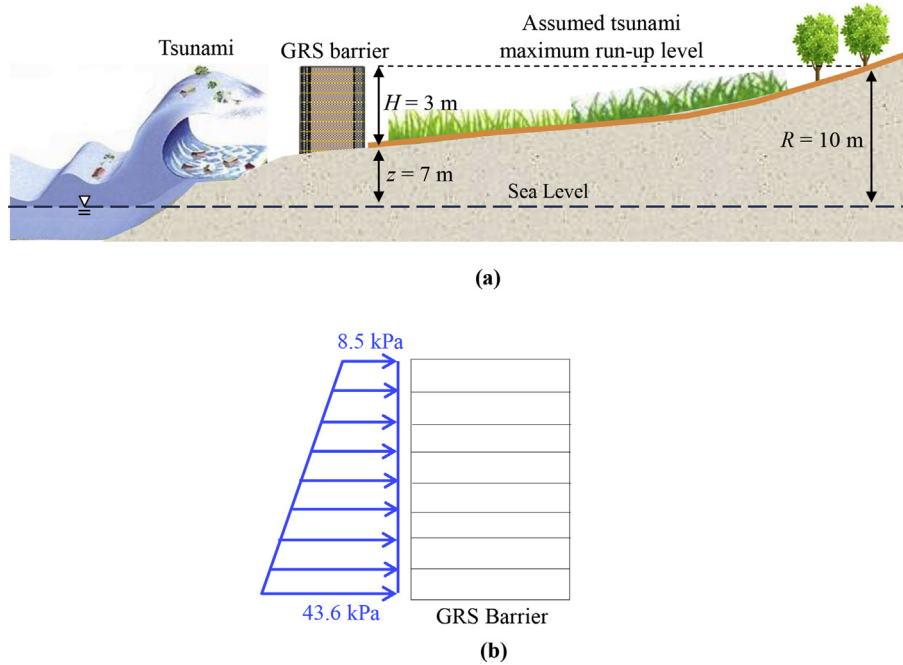 Assumed tsunami
maximum run-up level
Tsunami
GRS barrier
H = 3 m
R = 10 m
z = 7 m
Sea Level
(a)
8.5 kPa
43.6 kPa
GRS Barrier
(b)